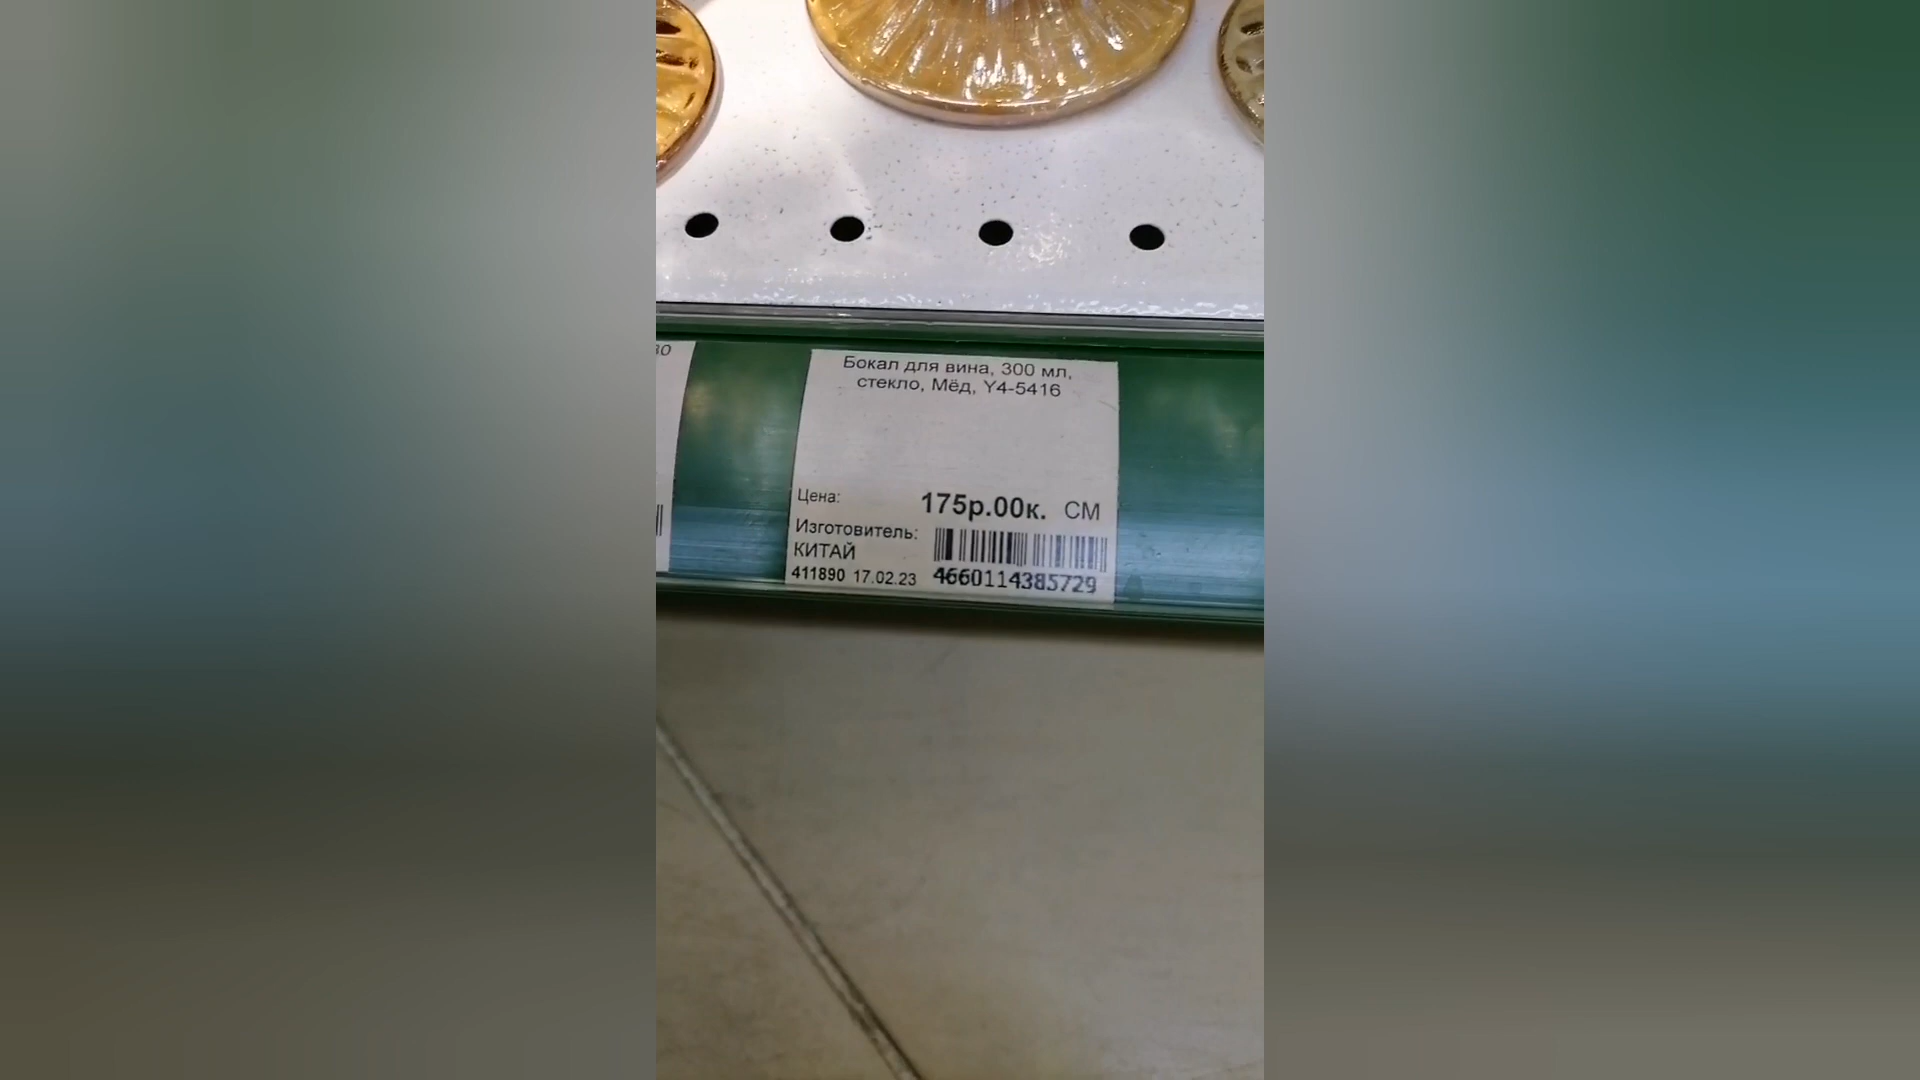 Бокал для вина, 300 мл,
стекло, Мёд, Y4-5416
Цена: 175р.00к. СМ
Изготовитель:
КИТАЙ
411890 17.02.23 4660114385729